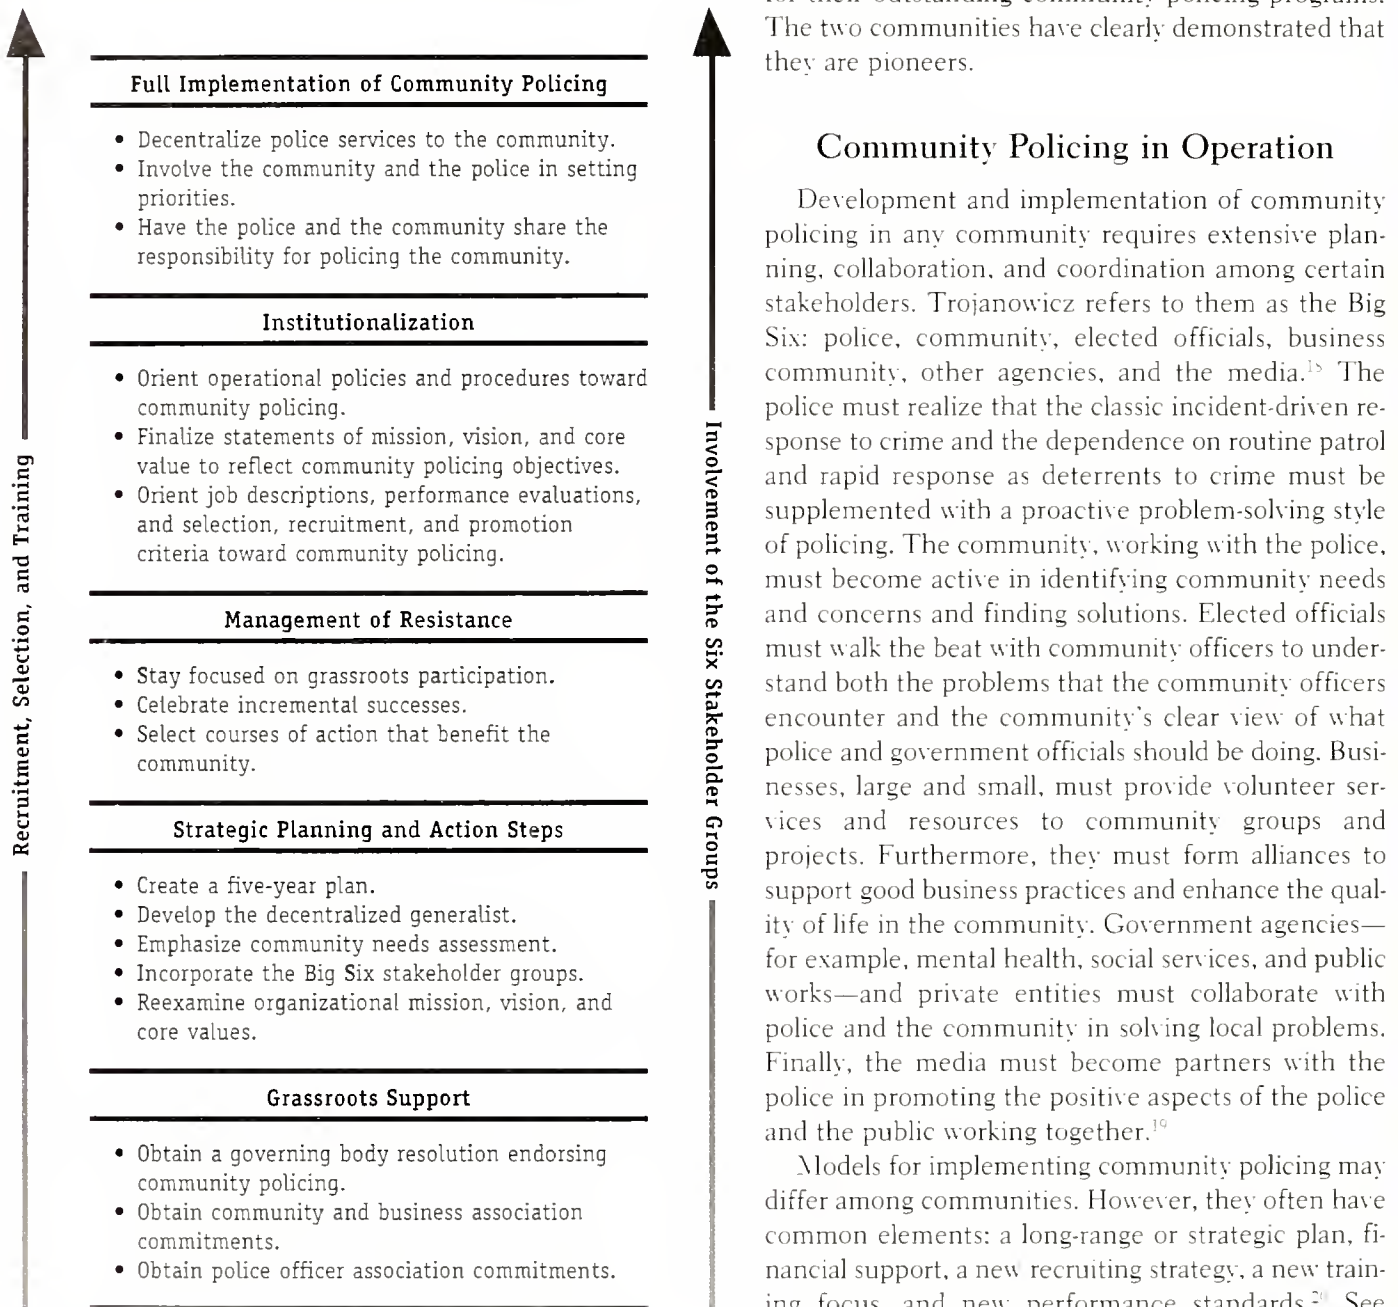 Full Implementation of Community Policing
• Decentralize police services to the community.
• Involve the community and the police in setting
priorities.
• Have the police and the community share the
responsibility for policing the community.
Institutionalization
• Orient operational policies and procedures toward
community policing.
• Finalize statements of mission, vision, and core
value to reflect community policing objectives.
• Orient job descriptions, performance evaluations,
and selection, recruitment, and promotion
criteria toward community policing.
Management of Resistance
• Stay focused on grassroots participation.
• Celebrate incremental successes.
• Select courses of action that benefit the
community.
Strategic Planning and Action Steps
• Create a five-year plan.
• Develop the decentralized generalist.
• Emphasize community needs assessment.
• Incorporate the Big Six stakeholder groups.
• Reexamine organizational mission, vision, and
core values.
Grassroots Support
• Obtain a governing body resolution endorsing
community policing.
• Obtain community and business association
commitments.
• Obtain police officer association commitments.
Recruitment, Selection, and Training
Involvement of the Six Stakeholder Groups
for their outstanding community policing programs.
The two communities have clearly demonstrated that
they are pioneers.
Community Policing in Operation
Development and implementation of community
policing in any community requires extensive plan-
ning, collaboration, and coordination among certain
stakeholders. Trojanowicz refers to them as the Big
Six: police, community, elected officials, business
community, other agencies, and the media. The
police must realize that the classic incident-driven re-
sponse to crime and the dependence on routine patrol
and rapid response as deterrents to crime must be
supplemented with a proactive problem-solving style
of policing. The community, working with the police,
must become active in identifying community needs
and concerns and finding solutions. Elected officials
must walk the beat with community officers to under-
stand both the problems that the community officers
encounter and the community's clear view of what
police and government officials should be doing. Busi-
nesses, large and small, must provide volunteer ser-
vices and resources to community groups and
projects. Furthermore, they must form alliances to
support good business practices and enhance the qual-
ity of life in the community. Government agencies—
for example, mental health, social services, and public
works—and private entities must collaborate with
police and the community in solving local problems.
Finally, the media must become partners with the
police in promoting the positive aspects of the police
and the public working together.¹⁹
Models for implementing community policing may
differ among communities. However, they often have
common elements: a long-range or strategic plan, fi-
nancial support, a new recruiting strategy, a new train-
ing focus, and new performance standards.²⁰ See